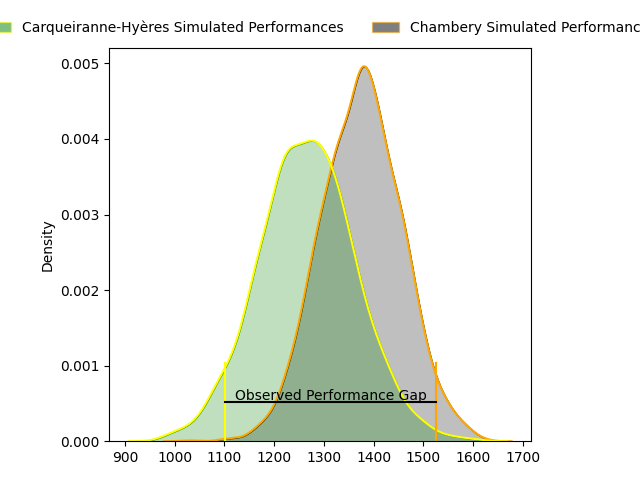 Carqueiranne-Hyères Simulated Performances
Chambery Simulated Performanc
0.005
0.004
0.003
0.002
0.001
0.000
Density
Observed Performance Gap
900 1000 1100 1200 1300 1400 1500 1600 1700